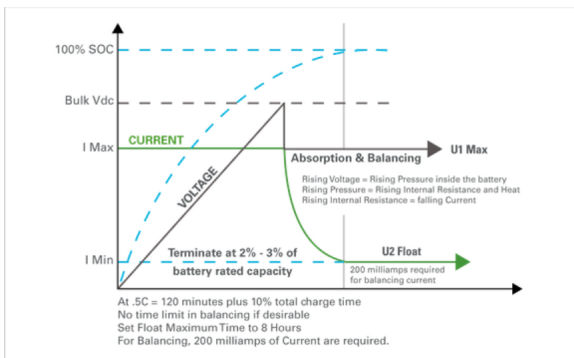 100% SOC
Bulk Vdc
I Max
CURRENT
VOLTAGE
Absorption & Balancing
U1 Max
Rising Voltage = Rising Pressure inside the battery
Rising Pressure = Rising Internal Resistance and Heat
Rising Internal Resistance = falling Current
I Min
Terminate at 2% - 3% of
battery rated capacity
U2 Float
200 milliamps required
for balancing current
At .5C = 120 minutes plus 10% total charge time
No time limit in balancing if desirable
Set Float Maximum Time to 8 Hours
For Balancing, 200 milliamps of Current are required.